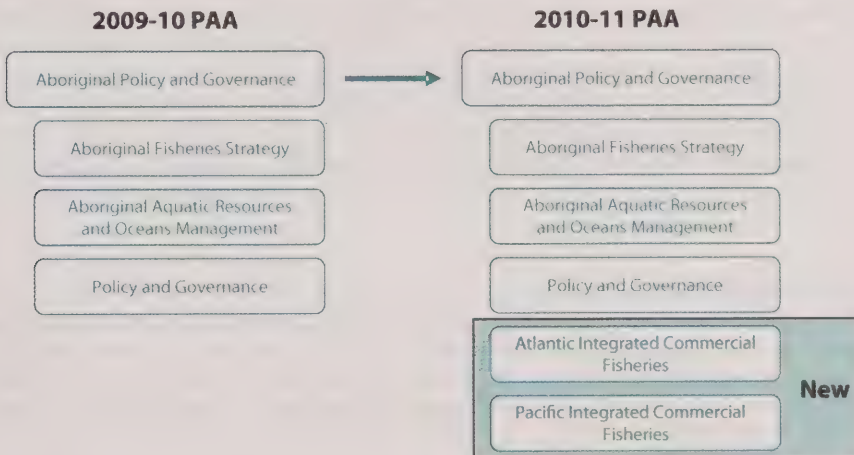 2009-10 PAA
Aboriginal Policy and Governance
Aboriginal Fisheries Strategy
Aboriginal Aquatic Resources
and Oceans Management
Policy and Governance
2010-11 PAA
Aboriginal Policy and Governance
Aboriginal Fisheries Strategy
Aboriginal Aquatic Resources
and Oceans Management
Policy and Governance
Atlantic Integrated Commercial
Fisheries
Pacific Integrated Commercial
Fisheries
New